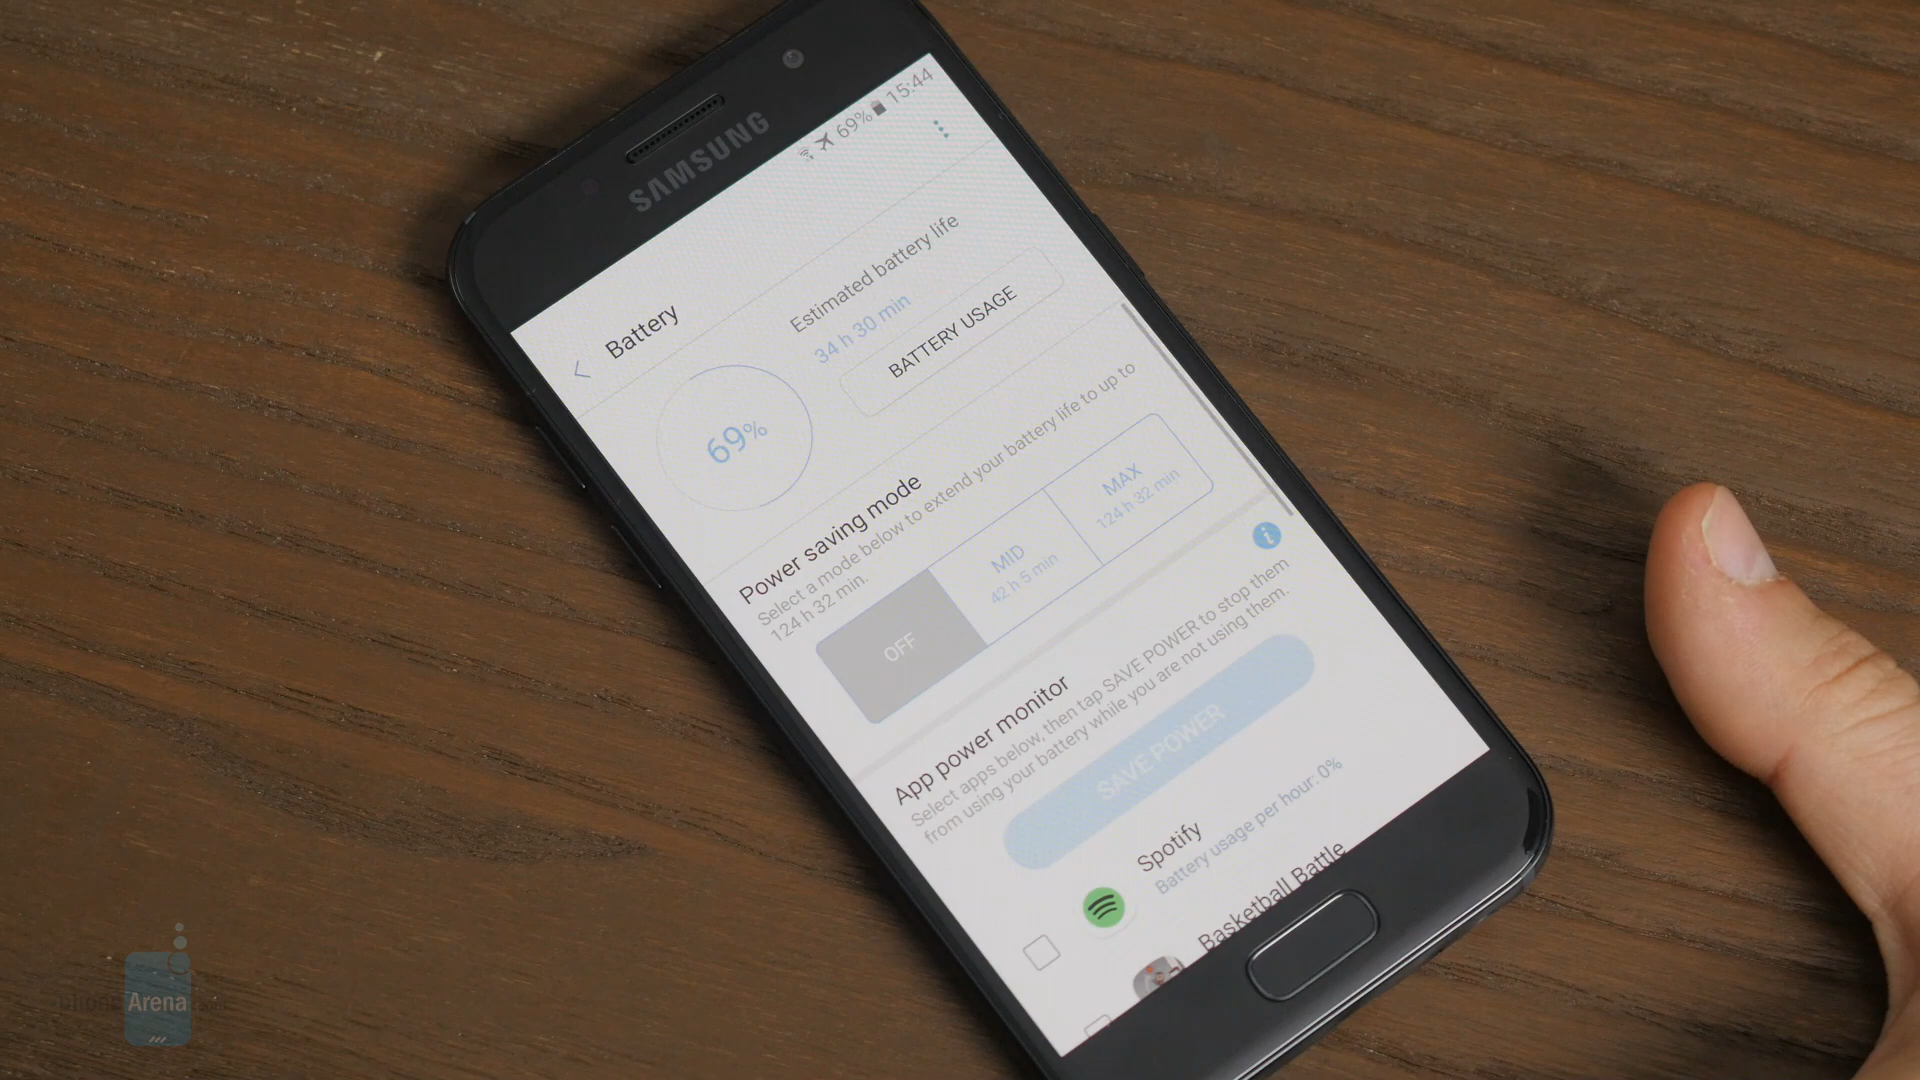 SAMSUNG
69% 15:44
Battery
69%
Estimated battery life
34 h 30 min
BATTERY USAGE
Power saving mode
Select a mode below to extend your battery life to up to
124 h 32 min.
OFF
MID
42 h 5 min
MAX
124 h 32 min
App power monitor
Select apps below, then tap SAVE POWER to stop them
from using your battery while you are not using them.
SAVE POWER
Spotify
Battery usage per hour: 0%
Basketball Battle
phoneArena